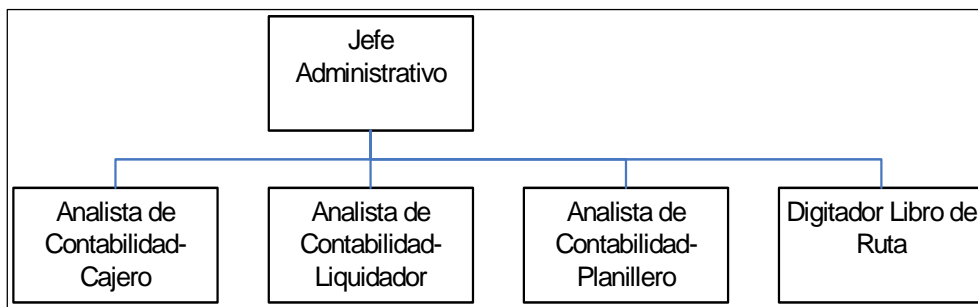 Jefe
Administrativo
Analista de
Contabilidad-
Cajero
Analista de
Contabilidad-
Liquidador
Analista de
Contabilidad-
Planillero
Digitador Libro de
Ruta